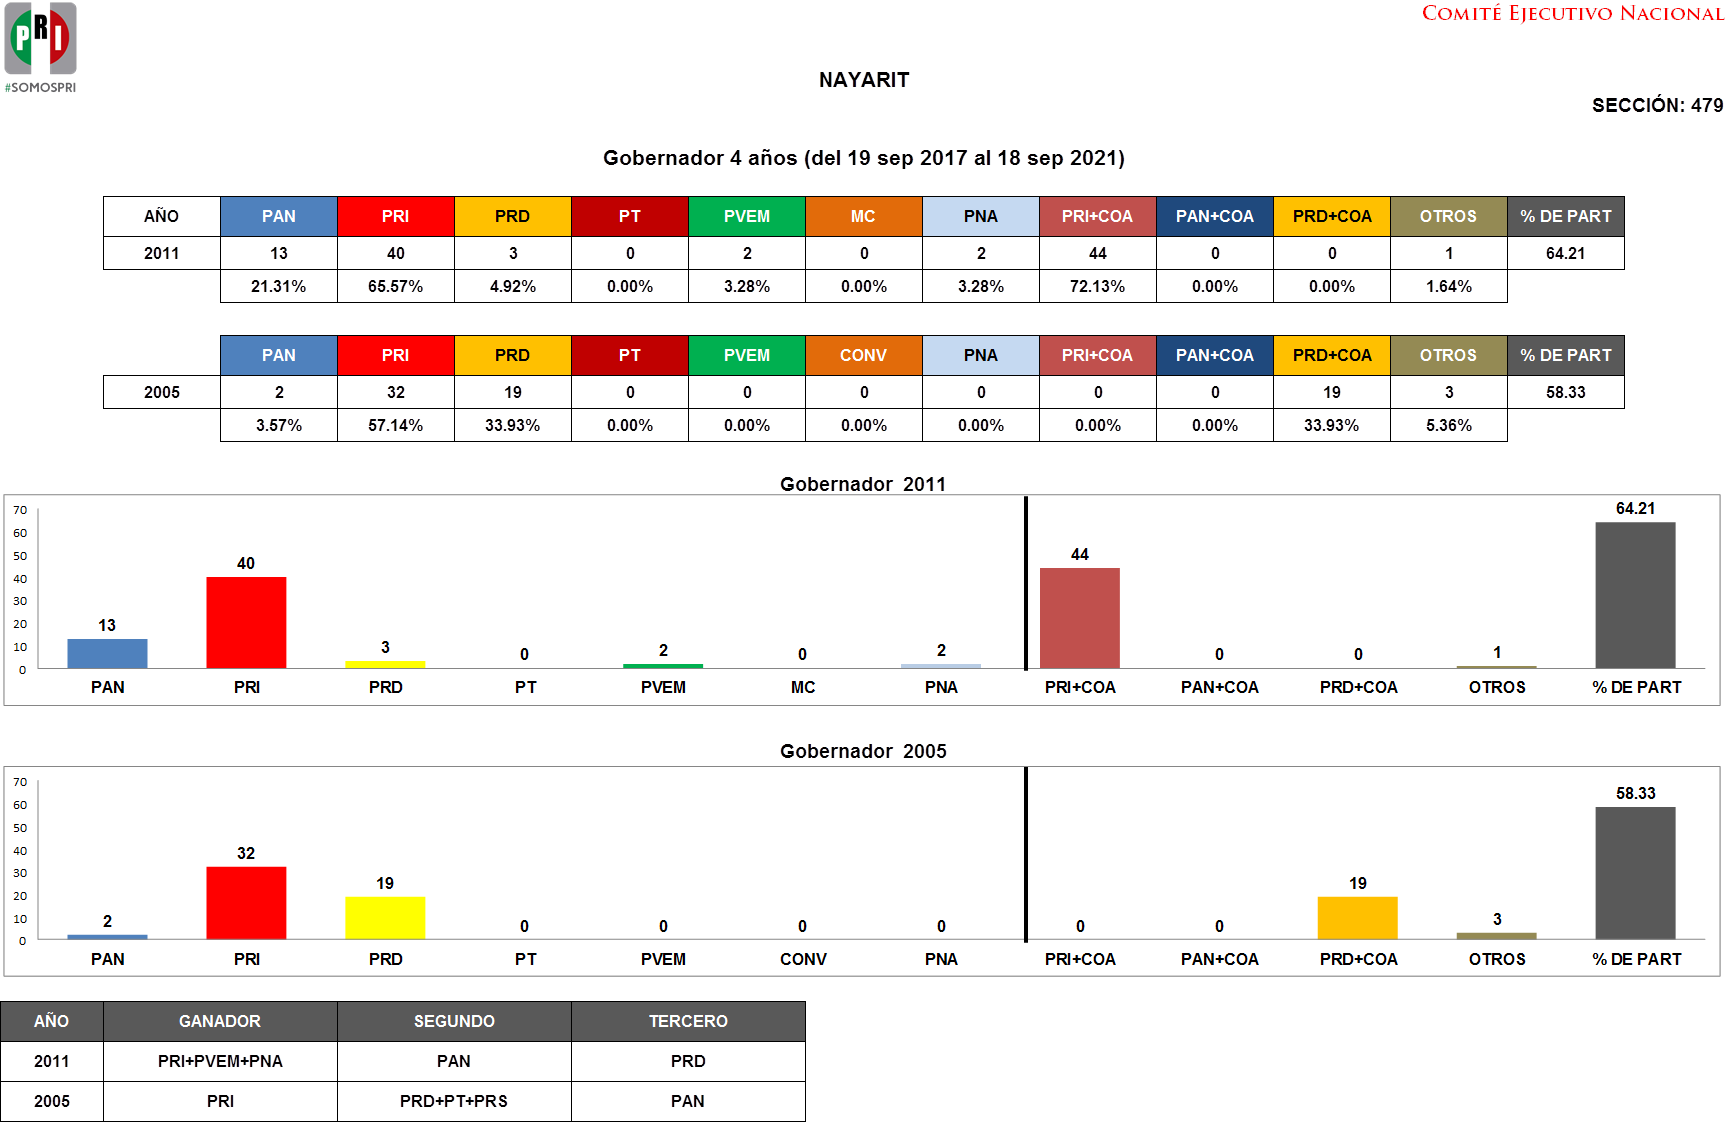 PRI
#SOMOSPRI
COMITÉ EJECUTIVO NACIONAL
NAYARIT
SECCIÓN: 479
Gobernador 4 años (del 19 sep 2017 al 18 sep 2021)
AÑO PAN PRI PRD PT PVEM MC PNA PRI+COA PAN+COA PRD+COA OTROS % DE PART
2011 13 40 3 0 2 0 2 44 0 0 1 64.21
21.31% 65.57% 4.92% 0.00% 3.28% 0.00% 3.28% 72.13% 0.00% 0.00% 1.64%
PAN PRI PRD PT PVEM CONV PNA PRI+COA PAN+COA PRD+COA OTROS % DE PART
2005 2 32 19 0 0 0 0 0 0 19 3 58.33
3.57% 57.14% 33.93% 0.00% 0.00% 0.00% 0.00% 0.00% 0.00% 33.93% 5.36%
Gobernador 2011
70
60
50
40
30
20
10
0
13 40 3 0 2 0 2 44 0 0 1 64.21
PAN PRI PRD PT PVEM MC PNA PRI+COA PAN+COA PRD+COA OTROS % DE PART
Gobernador 2005
70
60
50
40
30
20
10
0
2 32 19 0 0 0 0 0 0 19 3 58.33
PAN PRI PRD PT PVEM CONV PNA PRI+COA PAN+COA PRD+COA OTROS % DE PART
AÑO GANADOR SEGUNDO TERCERO
2011 PRI+PVEM+PNA PAN PRD
2005 PRI PRD+PT+PRS PAN